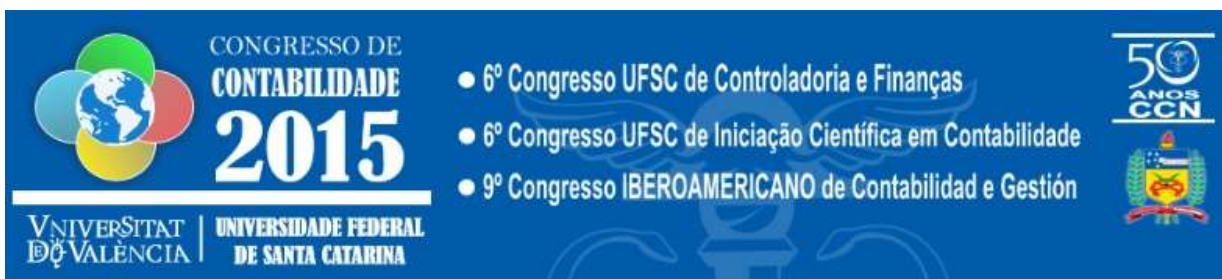 CONGRESSO DE
CONTABILIDADE
2015
VNIVERSITAT
DE VALÈNCIA
UNIVERSIDADE FEDERAL
DE SANTA CATARINA
6º Congresso UFSC de Controladoria e Finanças
6º Congresso UFSC de Iniciação Científica em Contabilidade
9º Congresso IBEROAMERICANO de Contabilidad e Gestión
50
ANOS
CCN